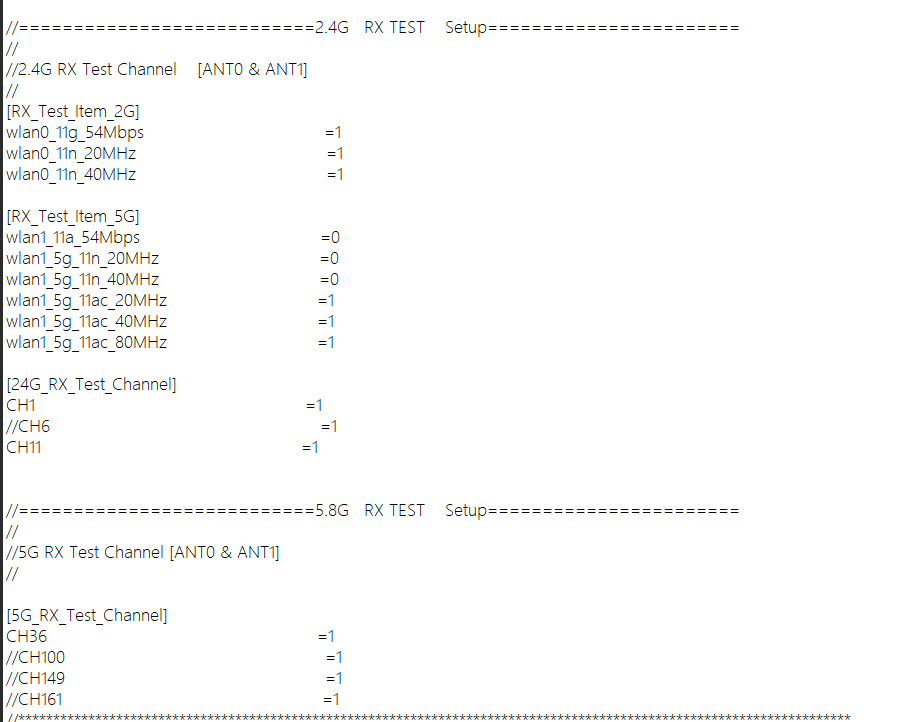 //===========================2.4G RX TEST Setup=======================
//
//2.4G RX Test Channel [ANT0 & ANT1]
//
[RX_Test_Item_2G]
wlan0_11g_54Mbps =1
wlan0_11n_20MHz =1
wlan0_11n_40MHz =1
[RX_Test_Item_5G]
wlan1_11a_54Mbps =0
wlan1_5g_11n_20MHz =0
wlan1_5g_11n_40MHz =0
wlan1_5g_11ac_20MHz =1
wlan1_5g_11ac_40MHz =1
wlan1_5g_11ac_80MHz =1
[24G_RX_Test_Channel]
CH1 =1
//CH6 =1
CH11 =1
//===========================5.8G RX TEST Setup=======================
//
//5G RX Test Channel [ANT0 & ANT1]
//
[5G_RX_Test_Channel]
CH36 =1
//CH100 =1
//CH149 =1
//CH161 =1
//************************************************************************************************************************